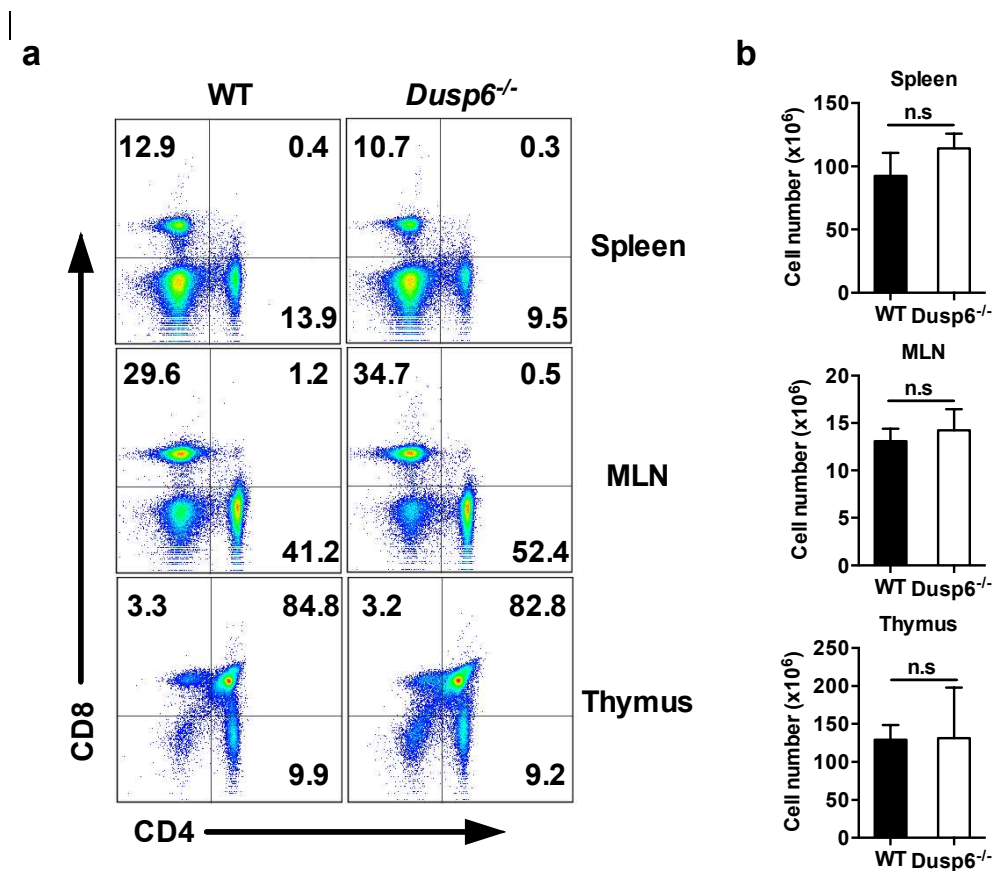 a
WT
Dusp6-/-
12.9
0.4
10.7
0.3
13.9
9.5
Spleen
29.6
1.2
34.7
0.5
41.2
52.4
MLN
3.3
84.8
3.2
82.8
9.9
9.2
Thymus
CD8
CD4
b
Spleen
n.s
Cell number (x10⁶)
150
100
50
0
WT Dusp6-/-
MLN
n.s
Cell number (x10⁶)
20
15
10
5
0
WT Dusp6-/-
Thymus
n.s
Cell number (x10⁶)
250
200
150
100
50
0
WT Dusp6-/-